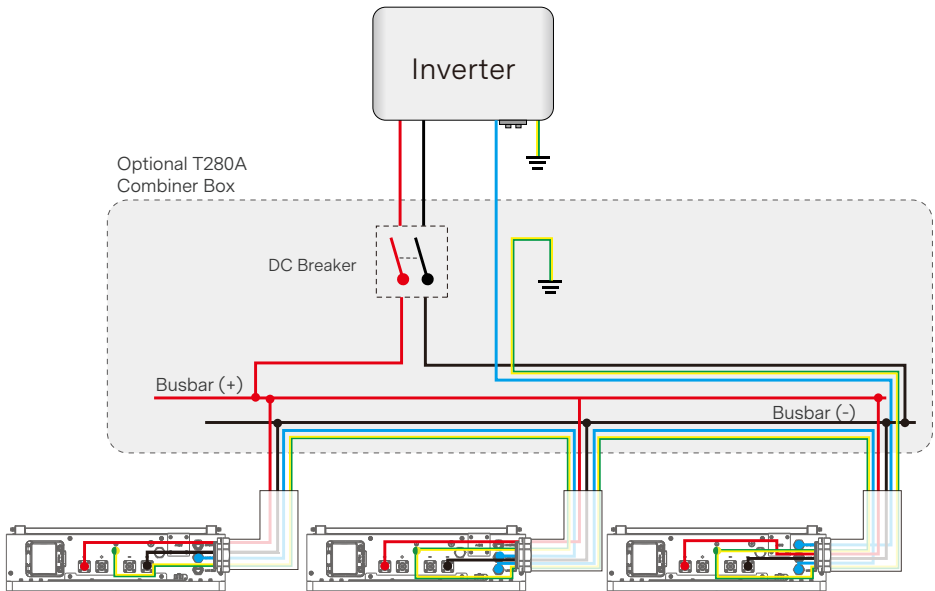 Inverter
Optional T280A
Combiner Box
DC Breaker
Busbar (+)
Busbar (-)